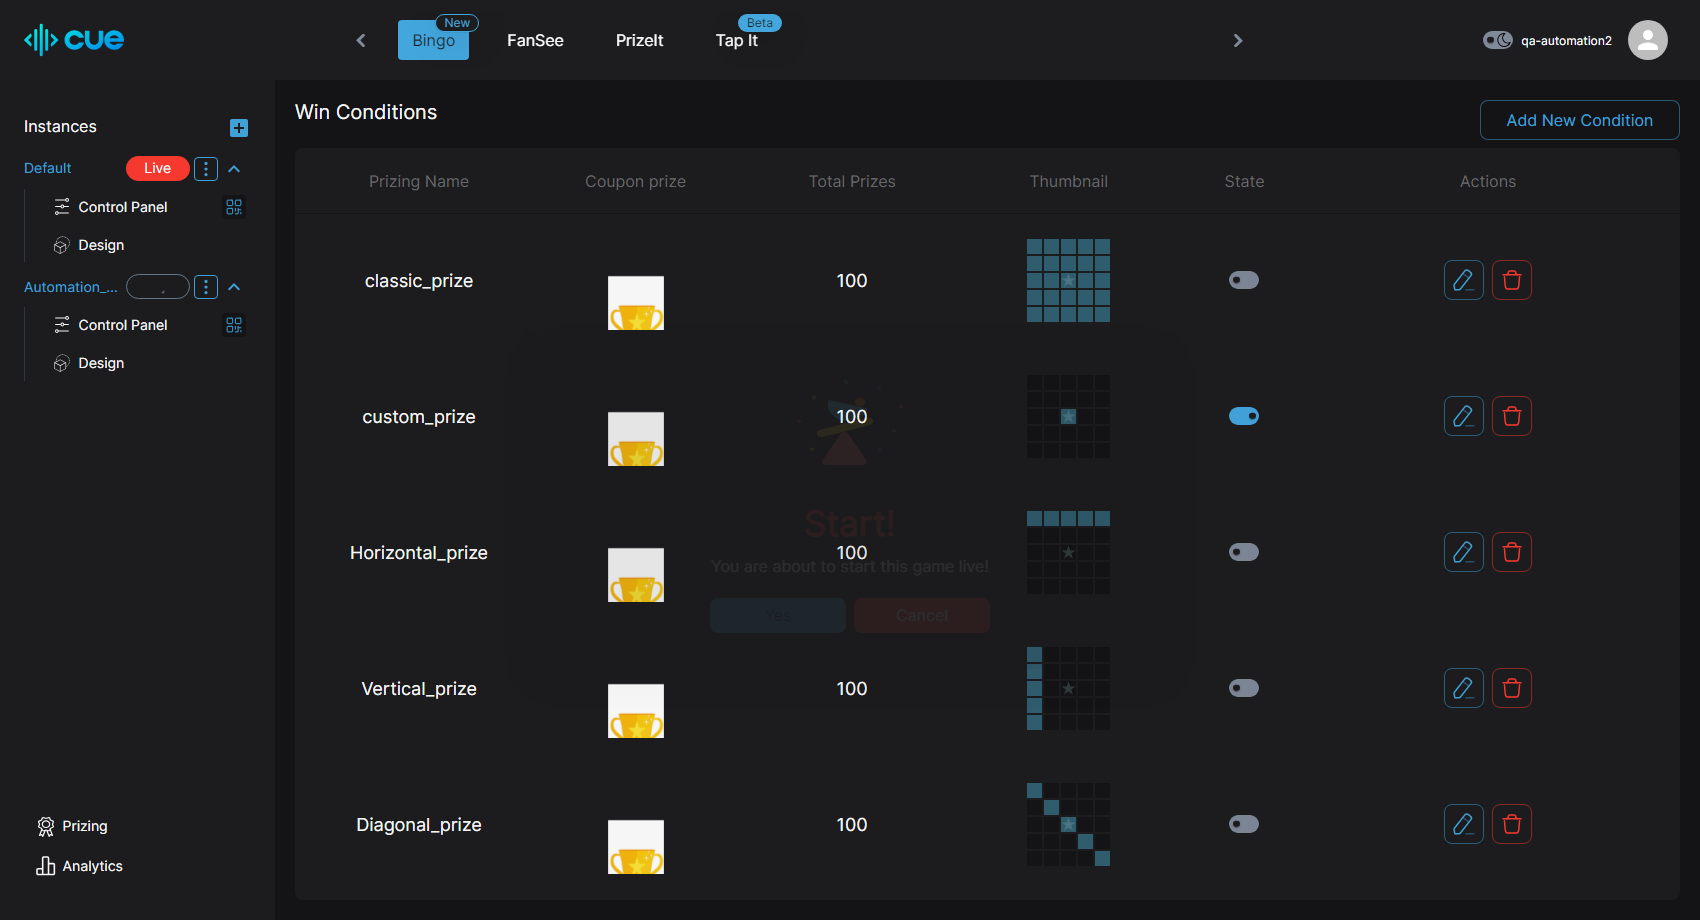 cue
New
Bingo
FanSee
PrizeIt
Beta
Tap It
qa-automation2
Instances
Default
Live
Control Panel
Design
Automation_...
Control Panel
Design
Prizing
Analytics
Win Conditions
Add New Condition
Prizing Name Coupon prize Total Prizes Thumbnail State Actions
classic_prize 100
custom_prize 100
Horizontal_prize 100
Vertical_prize 100
Diagonal_prize 100
Start!
You are about to start this game live!
Yes Cancel